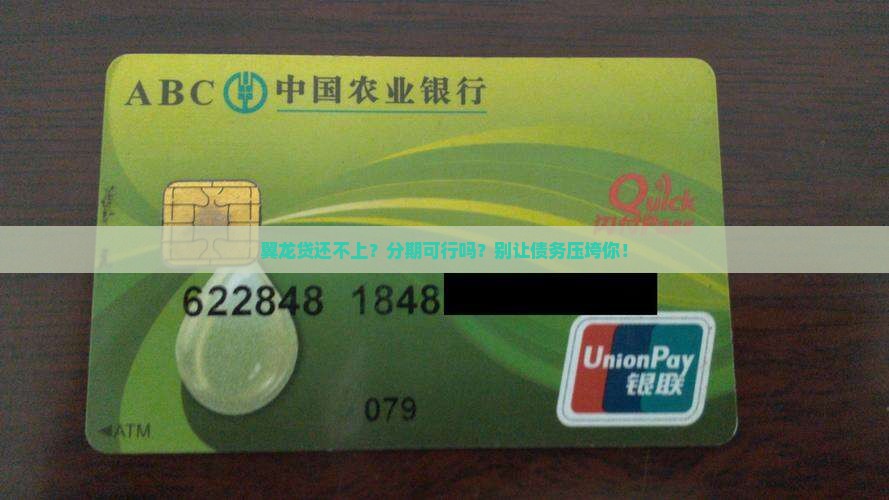 ABC 中国农业银行
Quick
翼龙贷还不上？分期可行吗？别让债务压垮你！
622848 1848
UnionPay
银联
079
ATM